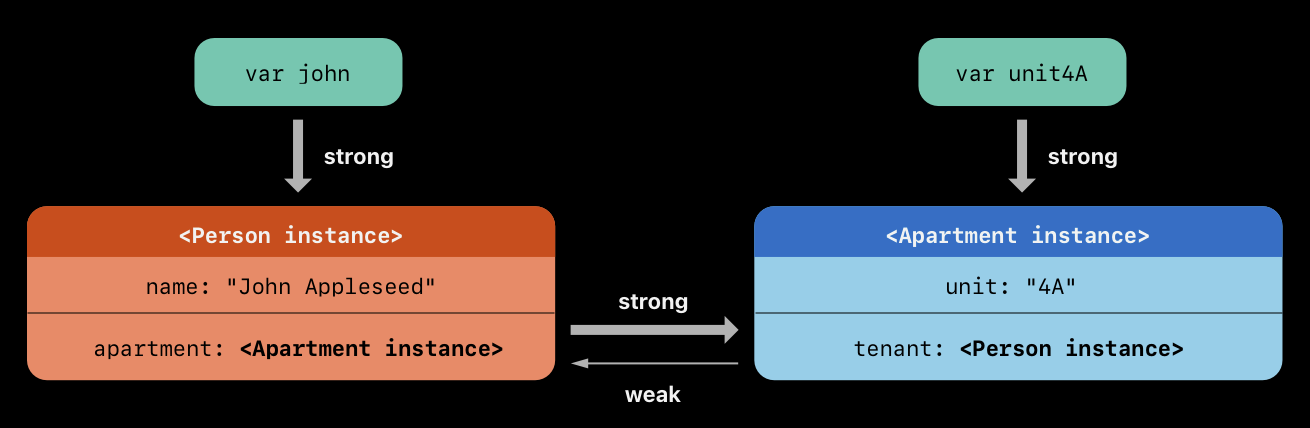 var john
var unit4A
strong
strong
<Person instance>
<Apartment instance>
name: "John Appleseed"
unit: "4A"
strong
apartment: <Apartment instance>
tenant: <Person instance>
weak